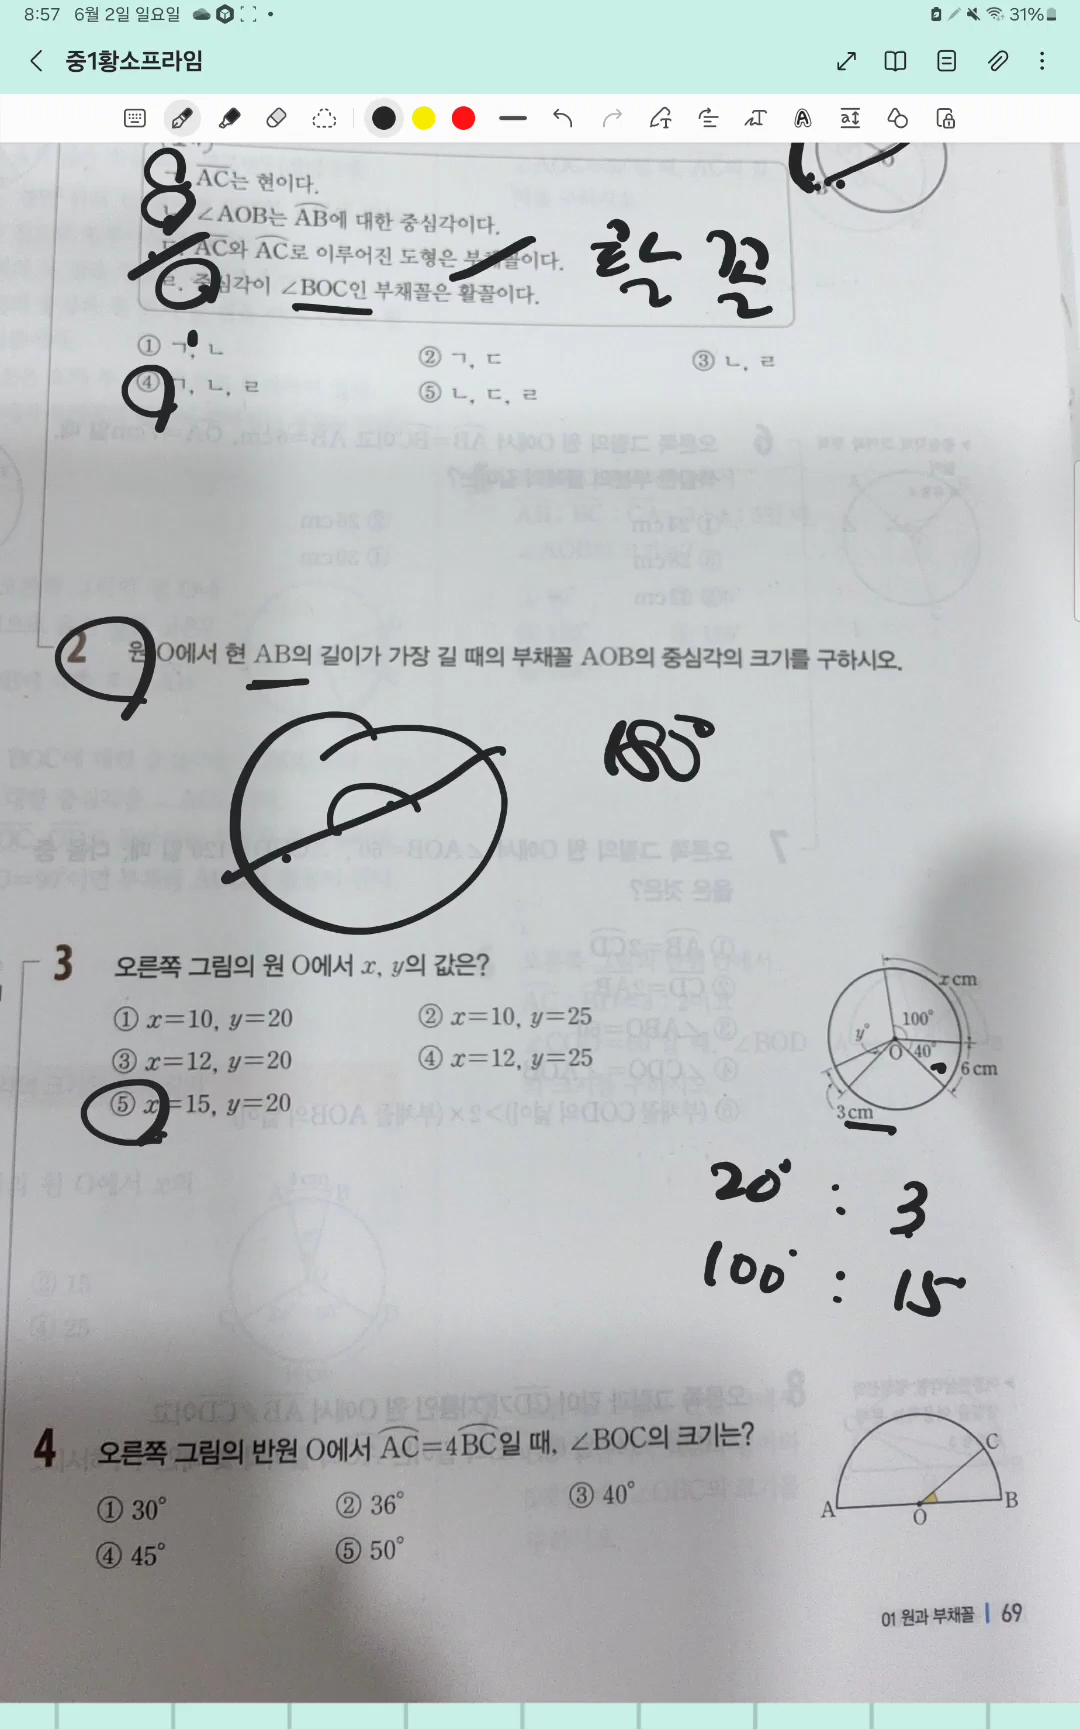 8:57 6월 2일 일요일
31%
중1황소프라임
AC는 현이다.
∠AOB는 AB에 대한 중심각이다.
ㄷ. AC와 AC로 이루어진 도형은 부채꼴이다.
ㄹ. 중심각이 ∠BOC인 부채꼴은 활꼴이다.
활꼴
① ㄱ, ㄴ
② ㄱ, ㄷ
③ ㄴ, ㄹ
④ ㄱ, ㄴ, ㄹ
⑤ ㄴ, ㄷ, ㄹ
2 원 O에서 현 AB의 길이가 가장 길 때의 부채꼴 AOB의 중심각의 크기를 구하시오.
180°
3 오른쪽 그림의 원 O에서 x, y의 값은?
① x=10, y=20
② x=10, y=25
③ x=12, y=20
④ x=12, y=25
⑤ x=15, y=20
x cm
100°
y°
O
40°
6 cm
3 cm
20° : 3
100° : 15
4 오른쪽 그림의 반원 O에서 AC=4BC일 때, ∠BOC의 크기는?
① 30°
② 36°
③ 40°
④ 45°
⑤ 50°
C
A
O
B
01 원과 부채꼴 69